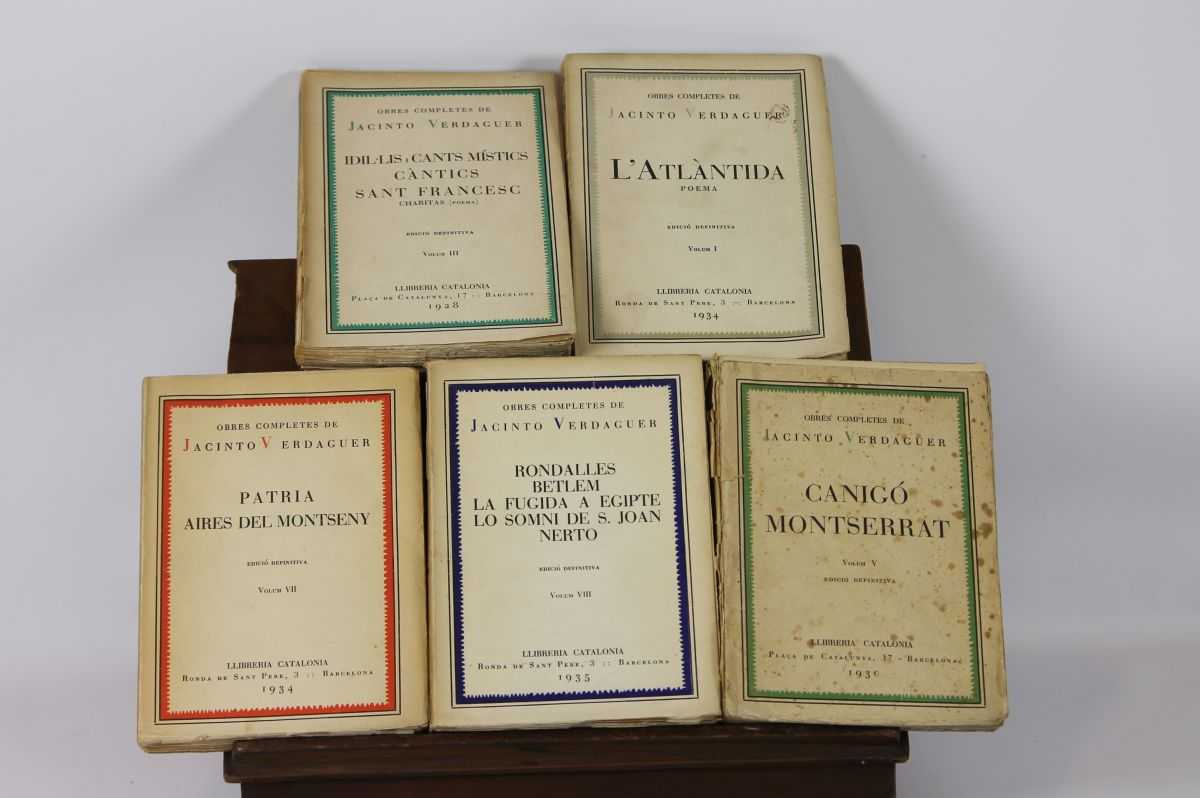 OBRES COMPLETES DE
JACINTO VERDAGUER
IDIL·LIS i CANTS MÍSTICS
CÀNTICS
SANT FRANCESC
CHARITAS (POEMA)
EDICIÓ DEFINITIVA
VOLUM III
LLIBRERIA CATALONIA
PLAÇA DE CATALUNYA, 17 :: BARCELONA
1928
OBRES COMPLETES DE
JACINTO VERDAGUER
L'ATLÀNTIDA
POEMA
EDICIÓ DEFINITIVA
VOLUM I
LLIBRERIA CATALONIA
RONDA DE SANT PERE, 3 :: BARCELONA
1934
OBRES COMPLETES DE
JACINTO VERDAGUER
PATRIA
AIRES DEL MONTSENY
EDICIÓ DEFINITIVA
VOLUM VII
LLIBRERIA CATALONIA
RONDA DE SANT PERE, 3 :: BARCELONA
1934
OBRES COMPLETES DE
JACINTO VERDAGUER
RONDALLES
BETLEM
LA FUGIDA A EGIPTE
LO SOMNI DE S. JOAN
NERTO
EDICIÓ DEFINITIVA
VOLUM VIII
LLIBRERIA CATALONIA
RONDA DE SANT PERE, 3 :: BARCELONA
1935
OBRES COMPLETES DE
JACINTO VERDAGUER
CANIGÓ
MONTSERRAT
VOLUM V
EDICIÓ DEFINITIVA
LLIBRERIA CATALONIA
PLAÇA DE CATALUNYA, 17 - BARCELONA